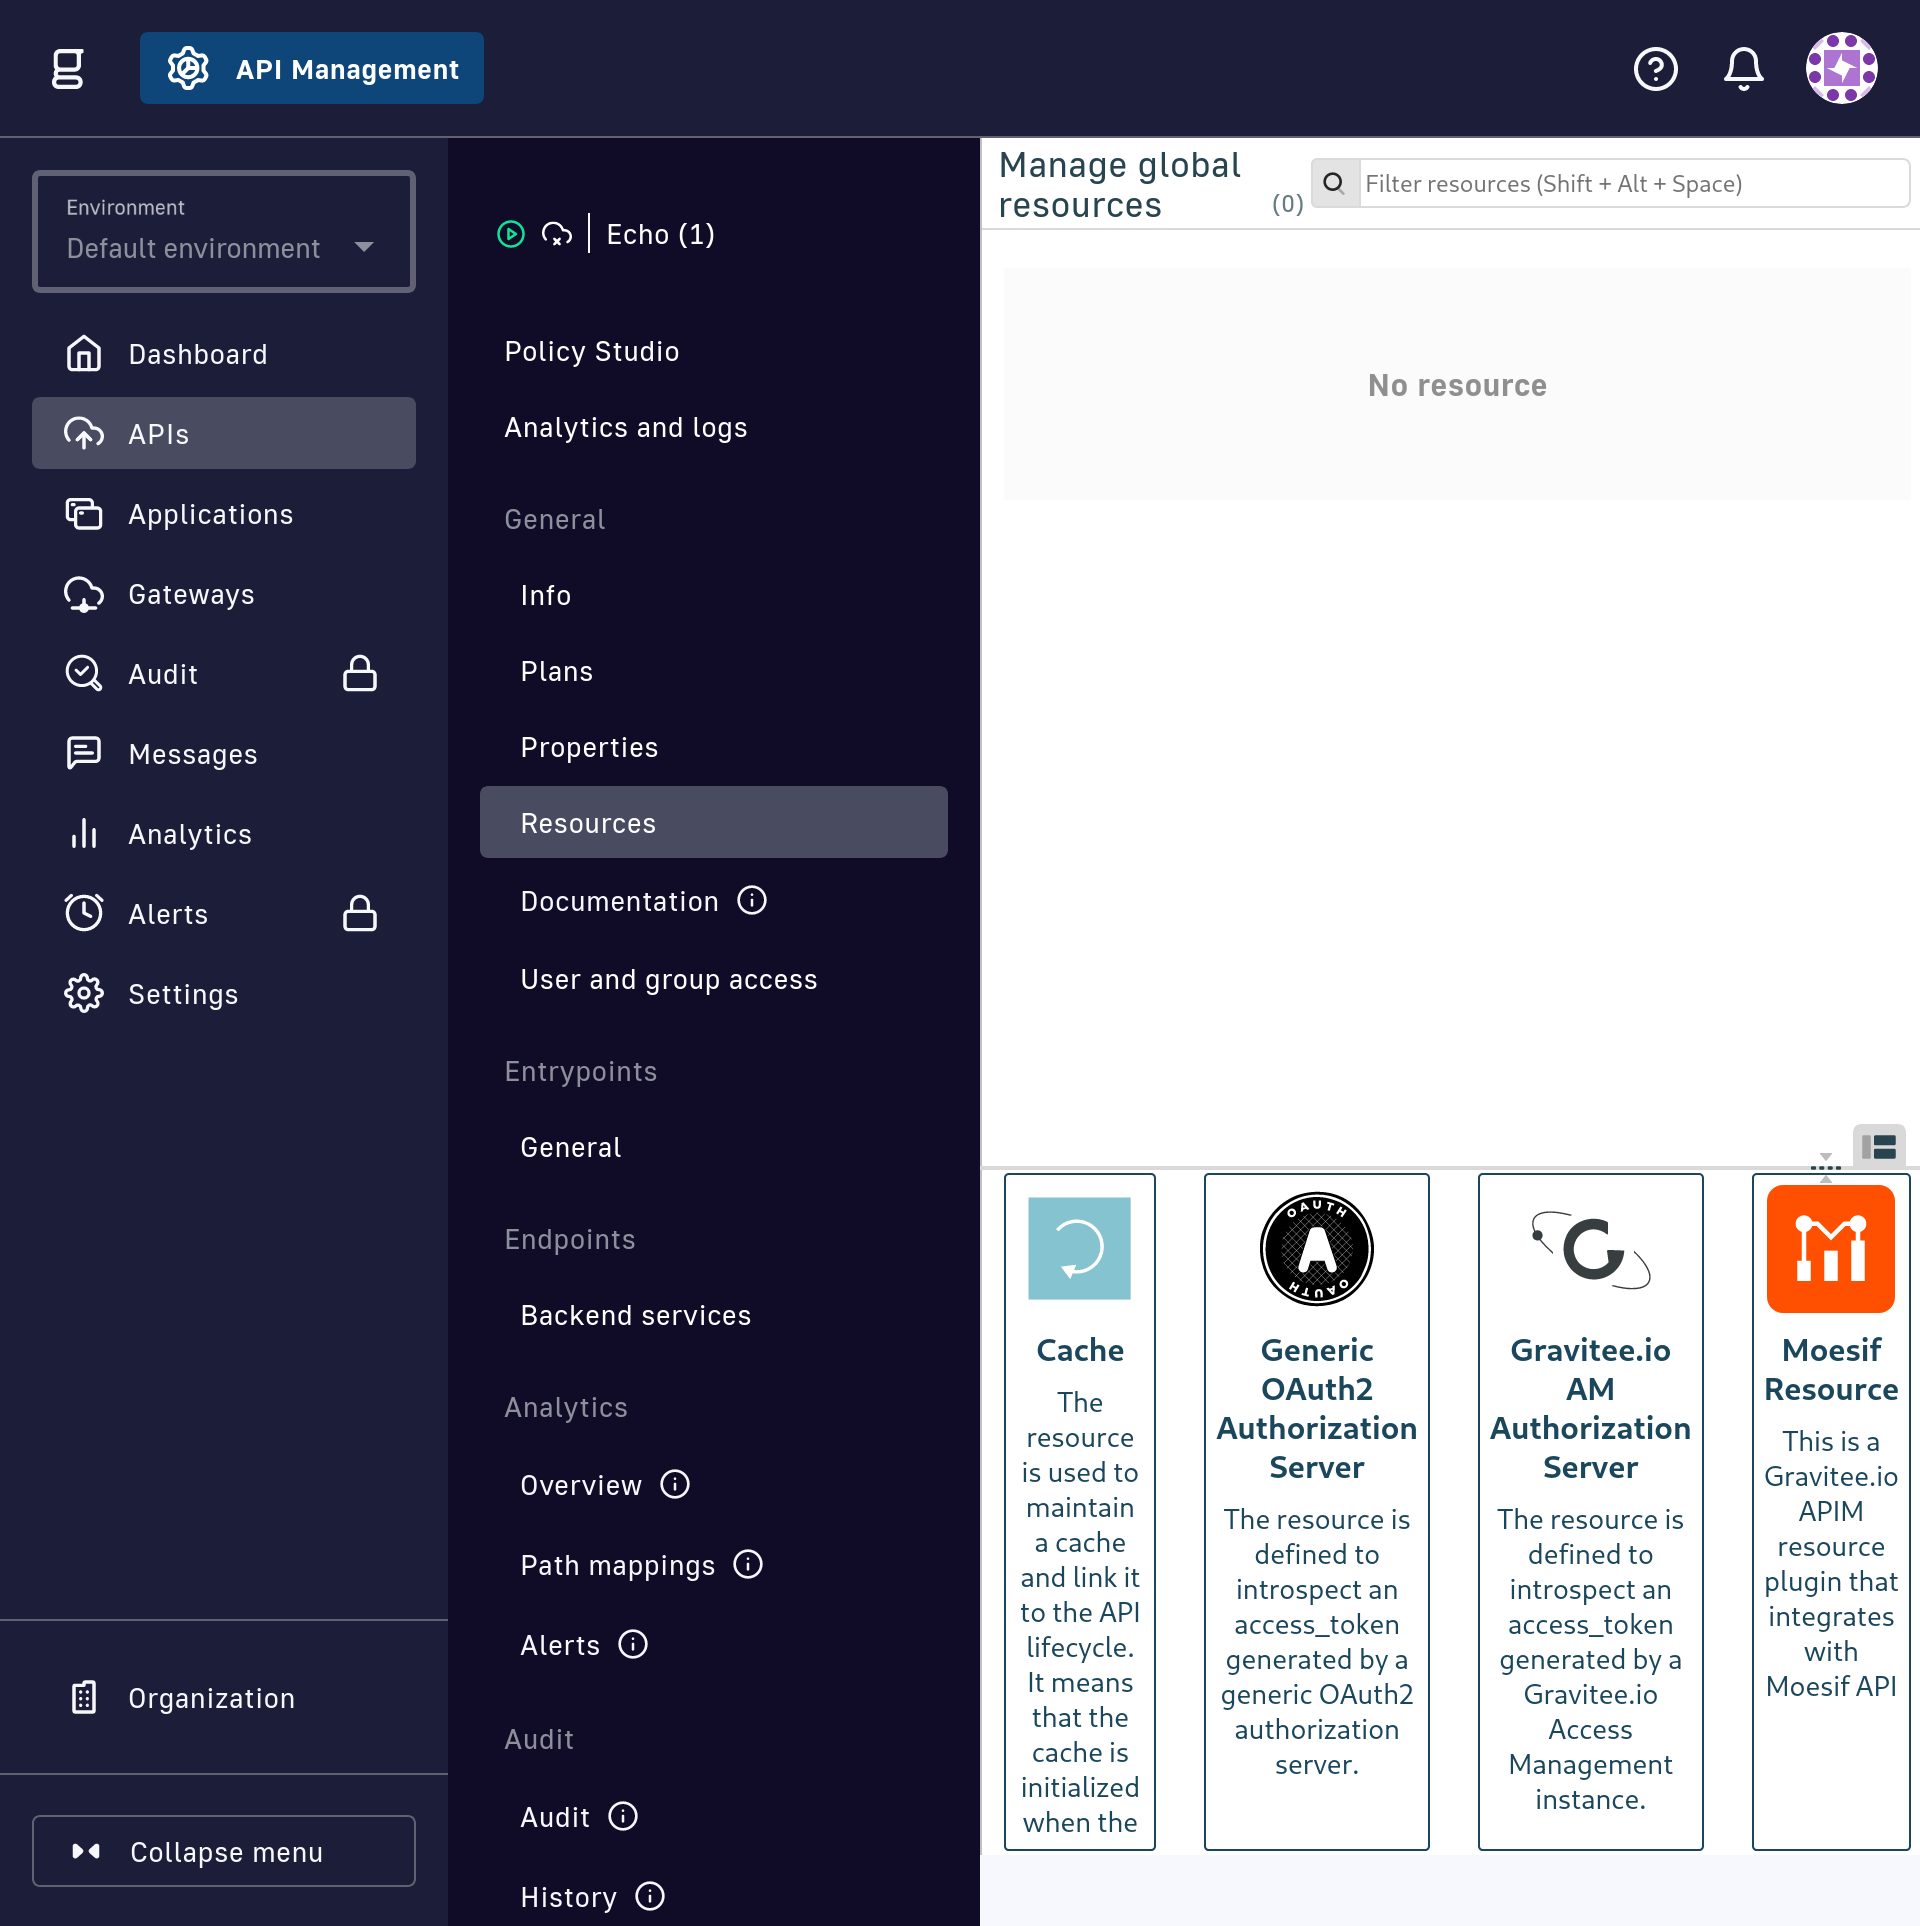 API Management
Environment
Default environment
Dashboard
APIs
Applications
Gateways
Audit
Messages
Analytics
Alerts
Settings
Organization
Collapse menu
Echo (1)
Policy Studio
Analytics and logs
General
Info
Plans
Properties
Resources
Documentation
User and group access
Entrypoints
General
Endpoints
Backend services
Analytics
Overview
Path mappings
Alerts
Audit
Audit
History
Manage global
resources
(0)
Filter resources (Shift + Alt + Space)
No resource
Cache
The
resource
is used to
maintain
a cache
and link it
to the API
lifecycle.
It means
that the
cache is
initialized
when the
OAUTH
OAUTH
Generic
OAuth2
Authorization
Server
The resource is
defined to
introspect an
access_token
generated by a
generic OAuth2
authorization
server.
Gravitee.io
AM
Authorization
Server
The resource is
defined to
introspect an
access_token
generated by a
Gravitee.io
Access
Management
instance.
Moesif
Resource
This is a
Gravitee.io
APIM
resource
plugin that
integrates
with
Moesif API